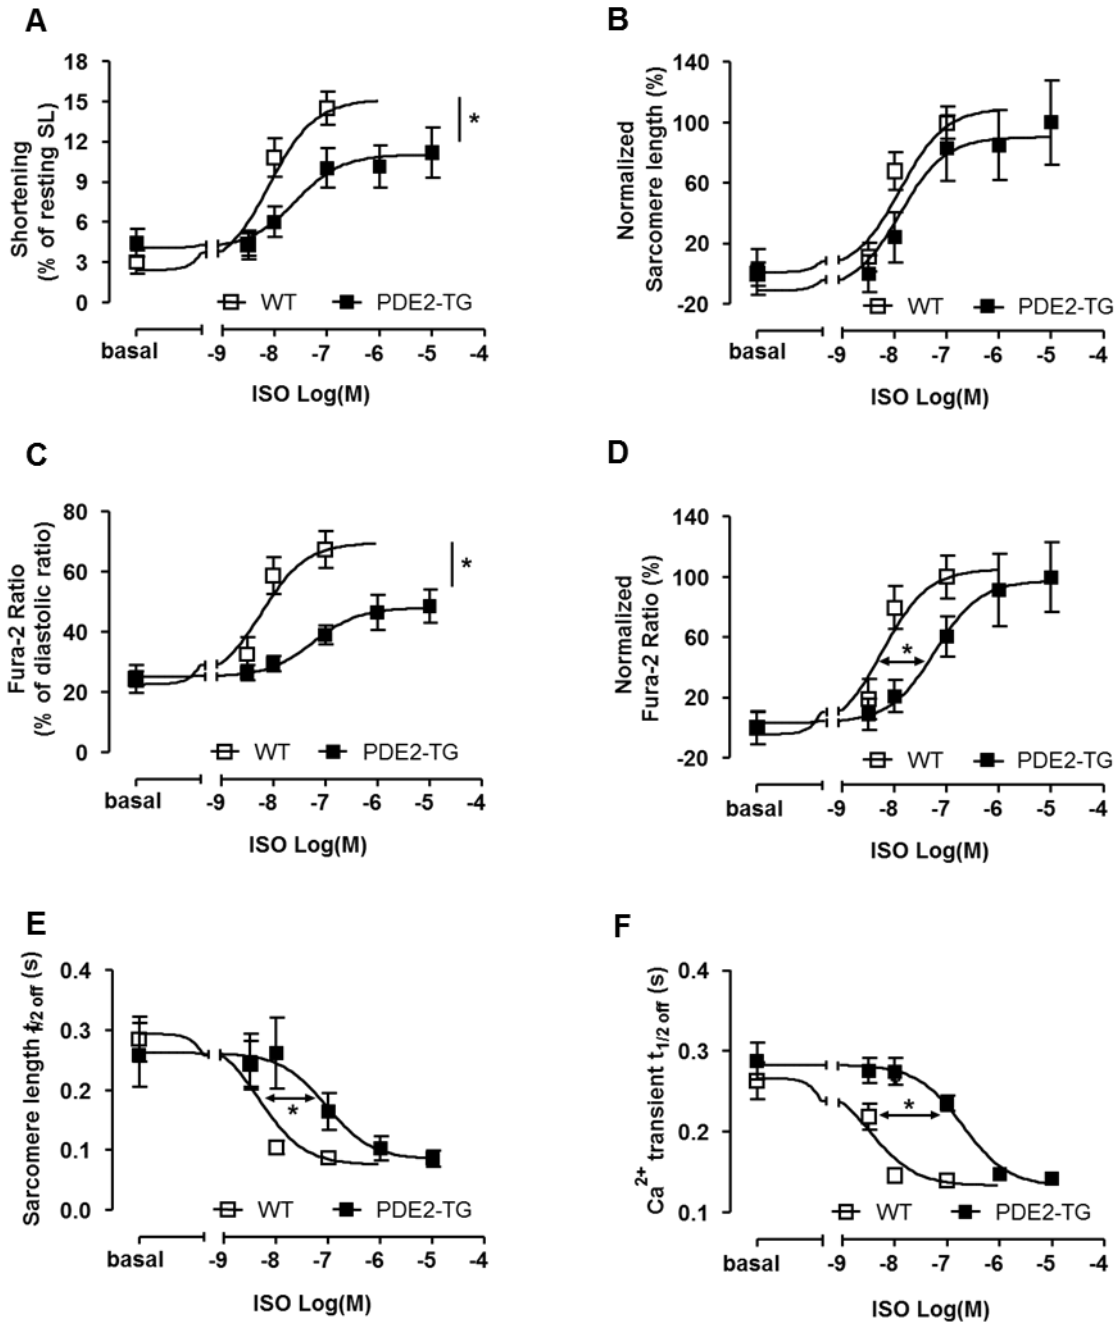 A
Shortening
(% of resting SL)
18
15
12
9
6
3
0
*
WT
PDE2-TG
basal
-9
-8
-7
-6
-5
-4
ISO Log(M)
B
Normalized
Sarcomere length (%)
140
100
60
20
-20
WT
PDE2-TG
basal
-9
-8
-7
-6
-5
-4
ISO Log(M)
C
Fura-2 Ratio
(% of diastolic ratio)
80
60
40
20
0
*
WT
PDE2-TG
basal
-9
-8
-7
-6
-5
-4
ISO Log(M)
D
Normalized
Fura-2 Ratio (%)
140
100
60
20
-20
*
WT
PDE2-TG
basal
-9
-8
-7
-6
-5
-4
ISO Log(M)
E
Sarcomere length t1/2 off (s)
0.4
0.3
0.2
0.1
0.0
*
WT
PDE2-TG
basal
-9
-8
-7
-6
-5
-4
ISO Log(M)
F
Ca2+ transient t1/2 off (s)
0.4
0.3
0.2
0.1
*
WT
PDE2-TG
basal
-9
-8
-7
-6
-5
-4
ISO Log(M)